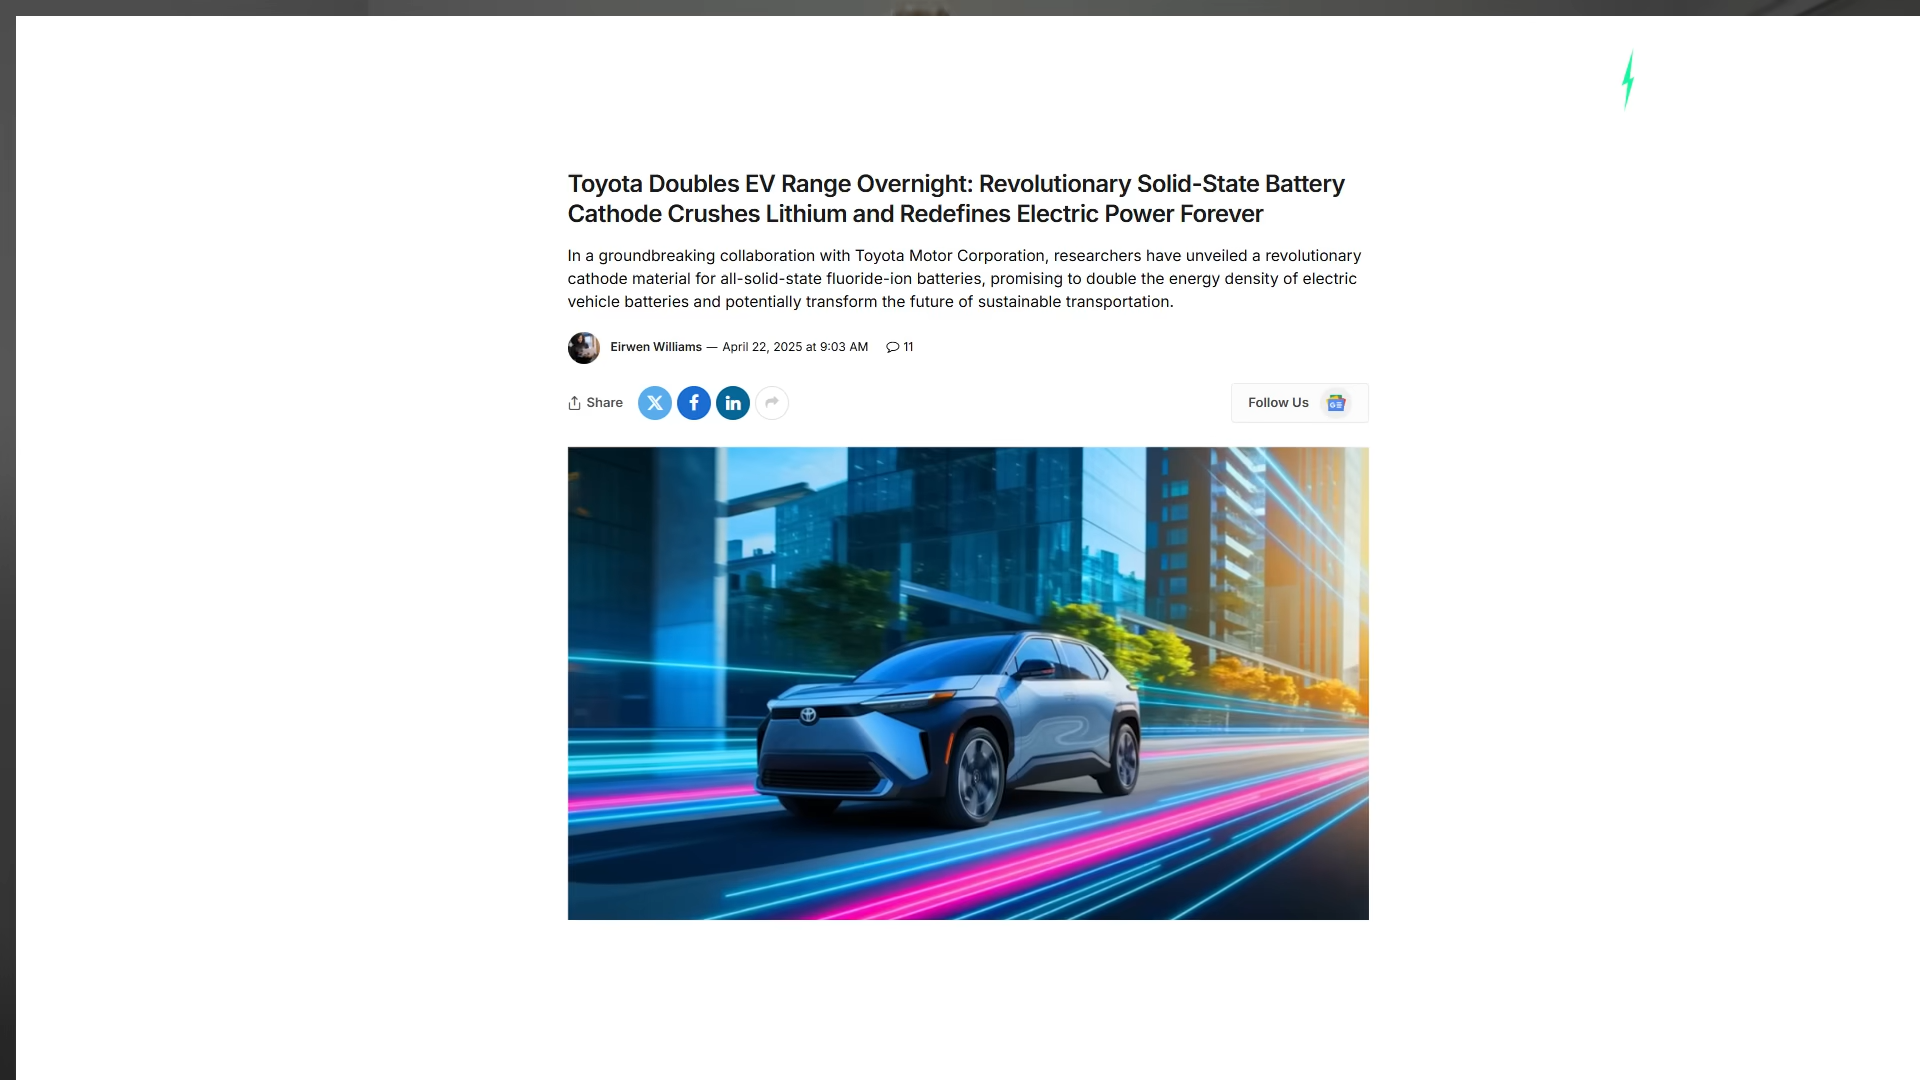 Toyota Doubles EV Range Overnight: Revolutionary Solid-State Battery
Cathode Crushes Lithium and Redefines Electric Power Forever
In a groundbreaking collaboration with Toyota Motor Corporation, researchers have unveiled a revolutionary
cathode material for all-solid-state fluoride-ion batteries, promising to double the energy density of electric
vehicle batteries and potentially transform the future of sustainable transportation.
Eirwen Williams — April 22, 2025 at 9:03 AM 11
Share
Follow Us